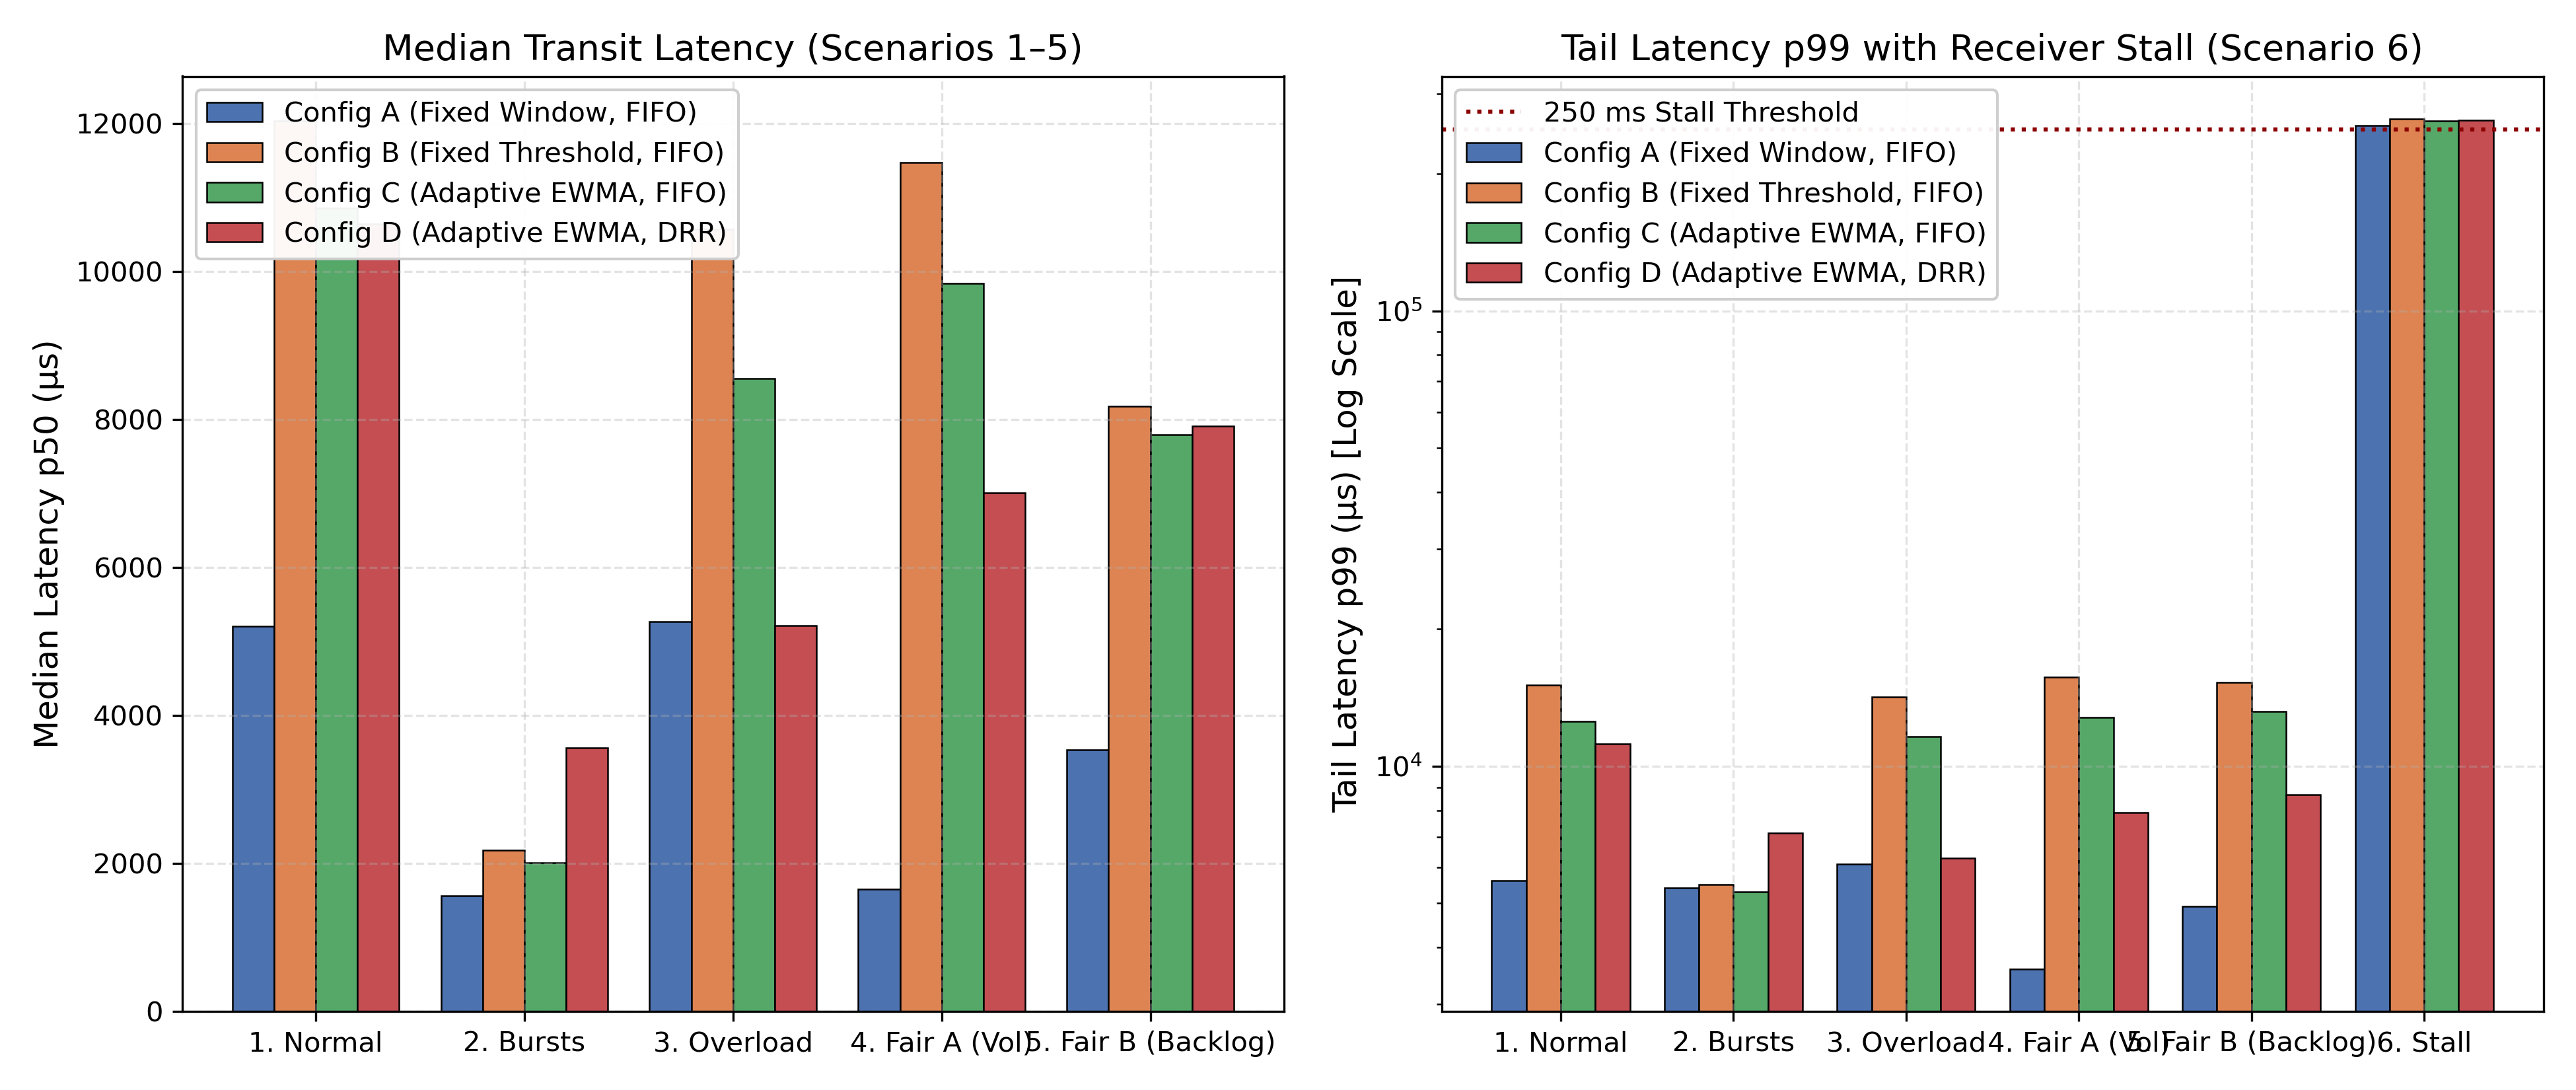 Median Transit Latency (Scenarios 1–5)
Median Latency p50 (µs)
12000
10000
8000
6000
4000
2000
0
Config A (Fixed Window, FIFO)
Config B (Fixed Threshold, FIFO)
Config C (Adaptive EWMA, FIFO)
Config D (Adaptive EWMA, DRR)
1. Normal
2. Bursts
3. Overload
4. Fair A (Vol)
5. Fair B (Backlog)
Tail Latency p99 with Receiver Stall (Scenario 6)
Tail Latency p99 (µs) [Log Scale]
10⁵
10⁴
250 ms Stall Threshold
Config A (Fixed Window, FIFO)
Config B (Fixed Threshold, FIFO)
Config C (Adaptive EWMA, FIFO)
Config D (Adaptive EWMA, DRR)
1. Normal
2. Bursts
3. Overload
4. Fair A (Vol)
5. Fair B (Backlog)
6. Stall